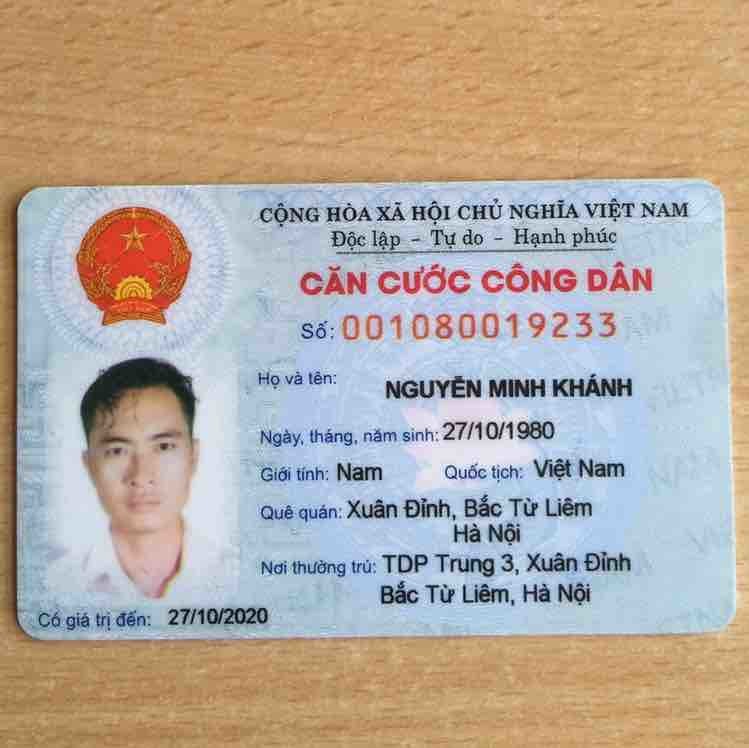 CỘNG HÒA XÃ HỘI CHỦ NGHĨA VIỆT NAM
Độc lập - Tự do - Hạnh phúc
CĂN CƯỚC CÔNG DÂN
Số: 001080019233
Họ và tên: NGUYỄN MINH KHÁNH
Ngày, tháng, năm sinh: 27/10/1980
Giới tính: Nam Quốc tịch: Việt Nam
Quê quán: Xuân Đỉnh, Bắc Từ Liêm
Hà Nội
Nơi thường trú: TDP Trung 3, Xuân Đỉnh
Bắc Từ Liêm, Hà Nội
Có giá trị đến: 27/10/2020